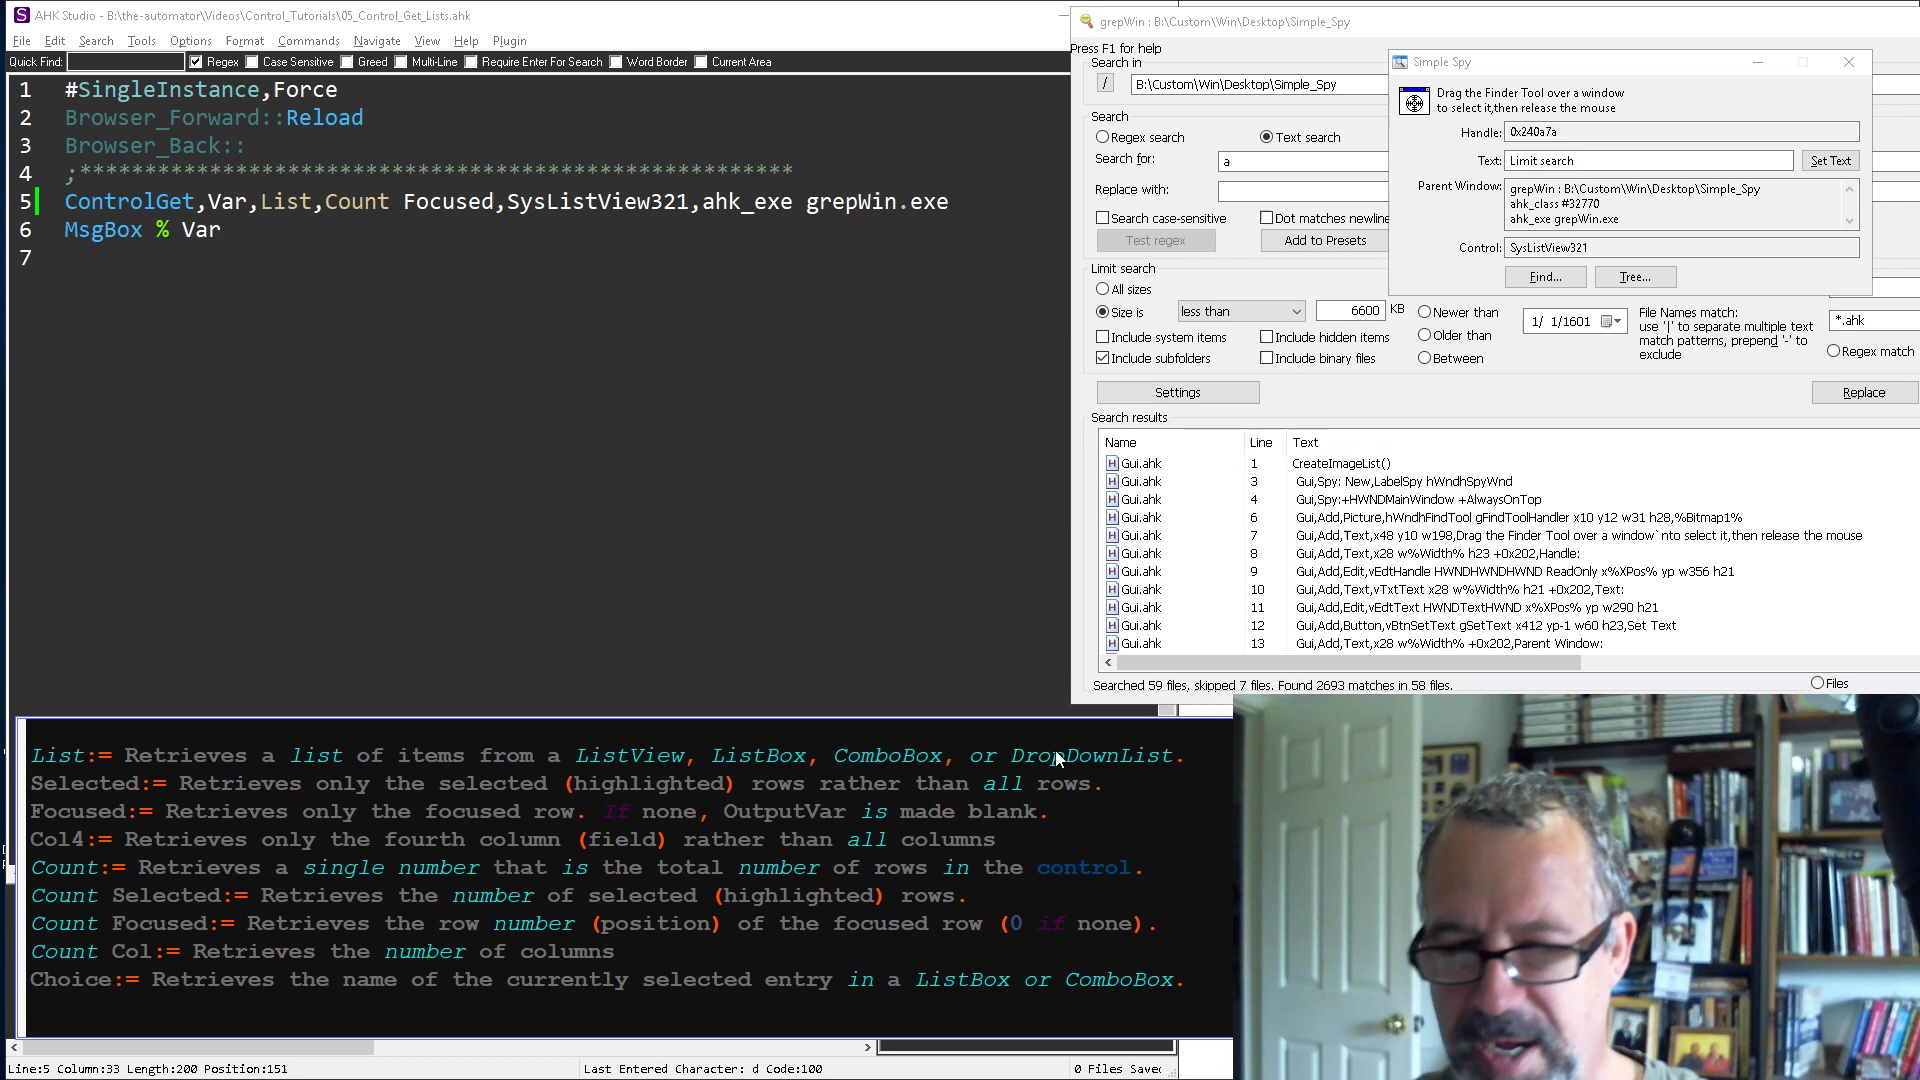 AHK Studio - B:\the-automator\Videos\Control_Tutorials\05_Control_Get_Lists.ahk
File Edit Search Tools Options Format Commands Navigate View Help Plugin
Quick Find: Regex Case Sensitive Greed Multi-Line Require Enter For Search Word Border Current Area
1 #SingleInstance,Force
2 Browser_Forward::Reload
3 Browser_Back::
4 ;*******************************************************
5 ControlGet,Var,List,Count Focused,SysListView321,ahk_exe grepWin.exe
6 MsgBox % Var
7
List:= Retrieves a list of items from a ListView, ListBox, ComboBox, or DropDownList.
Selected:= Retrieves only the selected (highlighted) rows rather than all rows.
Focused:= Retrieves only the focused row. If none, OutputVar is made blank.
Col4:= Retrieves only the fourth column (field) rather than all columns
Count:= Retrieves a single number that is the total number of rows in the control.
Count Selected:= Retrieves the number of selected (highlighted) rows.
Count Focused:= Retrieves the row number (position) of the focused row (0 if none).
Count Col:= Retrieves the number of columns
Choice:= Retrieves the name of the currently selected entry in a ListBox or ComboBox.
Line:5 Column:33 Length:200 Position:151
Last Entered Character: d Code:100
0 Files Saved
grepWin : B:\Custom\Win\Desktop\Simple_Spy
Press F1 for help
Search in
/ B:\Custom\Win\Desktop\Simple_Spy
Search
Regex search Text search
Search for: a
Replace with:
Search case-sensitive Dot matches newline
Test regex Add to Presets
Simple Spy
Drag the Finder Tool over a window
to select it,then release the mouse
Handle: 0x240a7a
Text: Limit search Set Text
Parent Window: grepWin : B:\Custom\Win\Desktop\Simple_Spy
ahk_class #32770
ahk_exe grepWin.exe
Control: SysListView321
Find... Tree...
Limit search
All sizes
Size is less than 6600 KB
Include system items Include hidden items
Include subfolders Include binary files
Newer than
Older than
Between
1/ 1/1601
File Names match:
use '|' to separate multiple text
match patterns, prepend '-' to
exclude
*.ahk
Regex match
Settings Replace
Search results
Name Line Text
Gui.ahk 1 CreateImageList()
Gui.ahk 3 Gui,Spy: New,LabelSpy hWndhSpyWnd
Gui.ahk 4 Gui,Spy:+HWNDMainWindow +AlwaysOnTop
Gui.ahk 6 Gui,Add,Picture,hWndhFindTool gFindToolHandler x10 y12 w31 h28,%Bitmap1%
Gui.ahk 7 Gui,Add,Text,x48 y10 w198,Drag the Finder Tool over a window`nto select it,then release the mouse
Gui.ahk 8 Gui,Add,Text,x28 w%Width% h23 +0x202,Handle:
Gui.ahk 9 Gui,Add,Edit,vEdtHandle HWNDHWNDHWND ReadOnly x%XPos% yp w356 h21
Gui.ahk 10 Gui,Add,Text,vTxtText x28 w%Width% h21 +0x202,Text:
Gui.ahk 11 Gui,Add,Edit,vEdtText HWNDTextHWND x%XPos% yp w290 h21
Gui.ahk 12 Gui,Add,Button,vBtnSetText gSetText x412 yp-1 w60 h23,Set Text
Gui.ahk 13 Gui,Add,Text,x28 w%Width% +0x202,Parent Window:
Searched 59 files, skipped 7 files. Found 2693 matches in 58 files.
Files